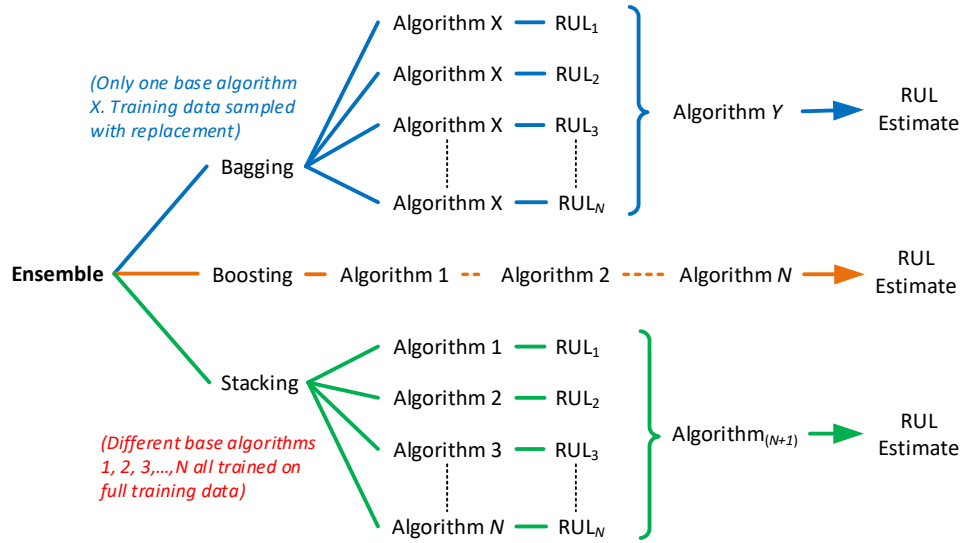 Ensemble
Bagging
(Only one base algorithm
X. Training data sampled
with replacement)
Algorithm X
RUL₁
Algorithm X
RUL₂
Algorithm X
RUL₃
Algorithm X
RUL_N
Algorithm Y
RUL
Estimate
Boosting
Algorithm 1
Algorithm 2
Algorithm N
RUL
Estimate
Stacking
(Different base algorithms
1, 2, 3,...,N all trained on
full training data)
Algorithm 1
RUL₁
Algorithm 2
RUL₂
Algorithm 3
RUL₃
Algorithm N
RUL_N
Algorithm(N+1)
RUL
Estimate